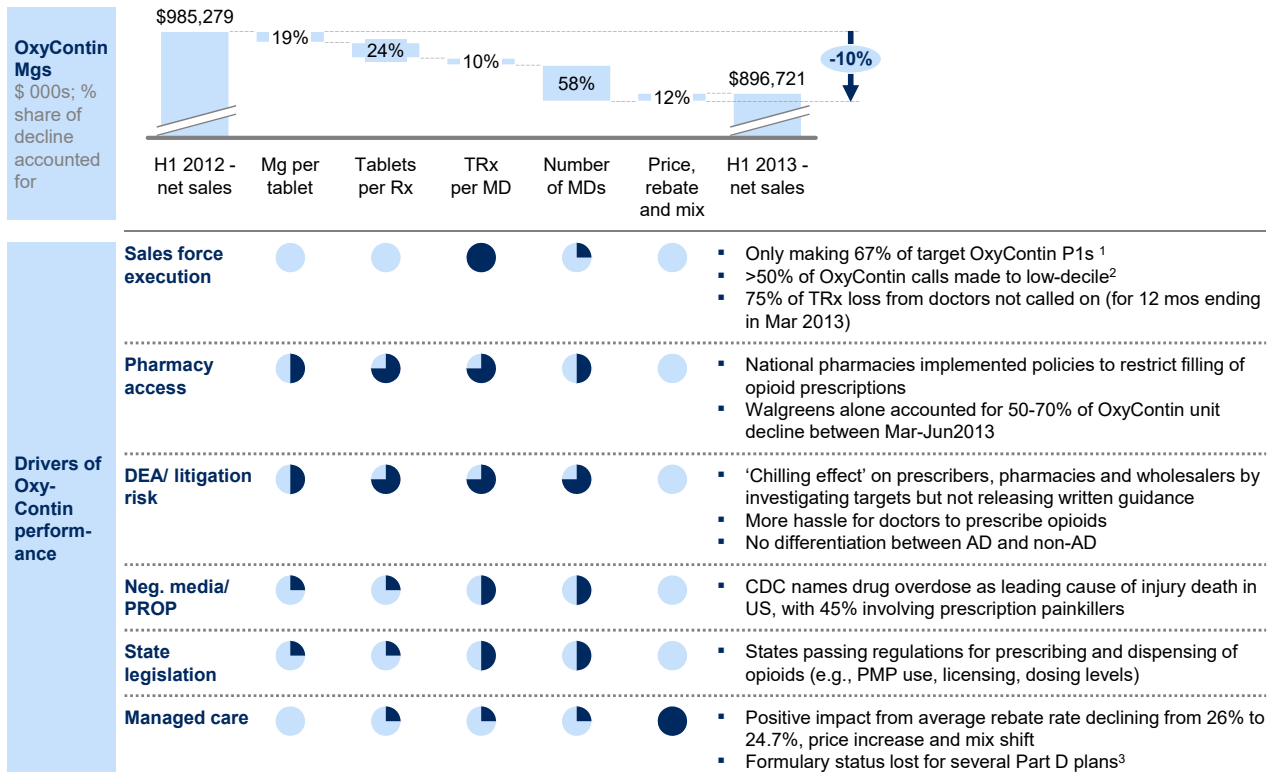 $985,279
OxyContin
Mgs
$ 000s; %
share of
decline
accounted
for
19%
24%
10%
58%
12%
$896,721
-10%
H1 2012 -
net sales
Mg per
tablet
Tablets
per Rx
TRx
per MD
Number
of MDs
Price,
rebate
and mix
H1 2013 -
net sales
Drivers of
Oxy-
Contin
perform-
ance
Sales force
execution
▪ Only making 67% of target OxyContin P1s 1
▪ >50% of OxyContin calls made to low-decile2
▪ 75% of TRx loss from doctors not called on (for 12 mos ending
in Mar 2013)
Pharmacy
access
▪ National pharmacies implemented policies to restrict filling of
opioid prescriptions
▪ Walgreens alone accounted for 50-70% of OxyContin unit
decline between Mar-Jun2013
DEA/ litigation
risk
▪ ‘Chilling effect’ on prescribers, pharmacies and wholesalers by
investigating targets but not releasing written guidance
▪ More hassle for doctors to prescribe opioids
▪ No differentiation between AD and non-AD
Neg. media/
PROP
▪ CDC names drug overdose as leading cause of injury death in
US, with 45% involving prescription painkillers
State
legislation
▪ States passing regulations for prescribing and dispensing of
opioids (e.g., PMP use, licensing, dosing levels)
Managed care
▪ Positive impact from average rebate rate declining from 26% to
24.7%, price increase and mix shift
▪ Formulary status lost for several Part D plans3